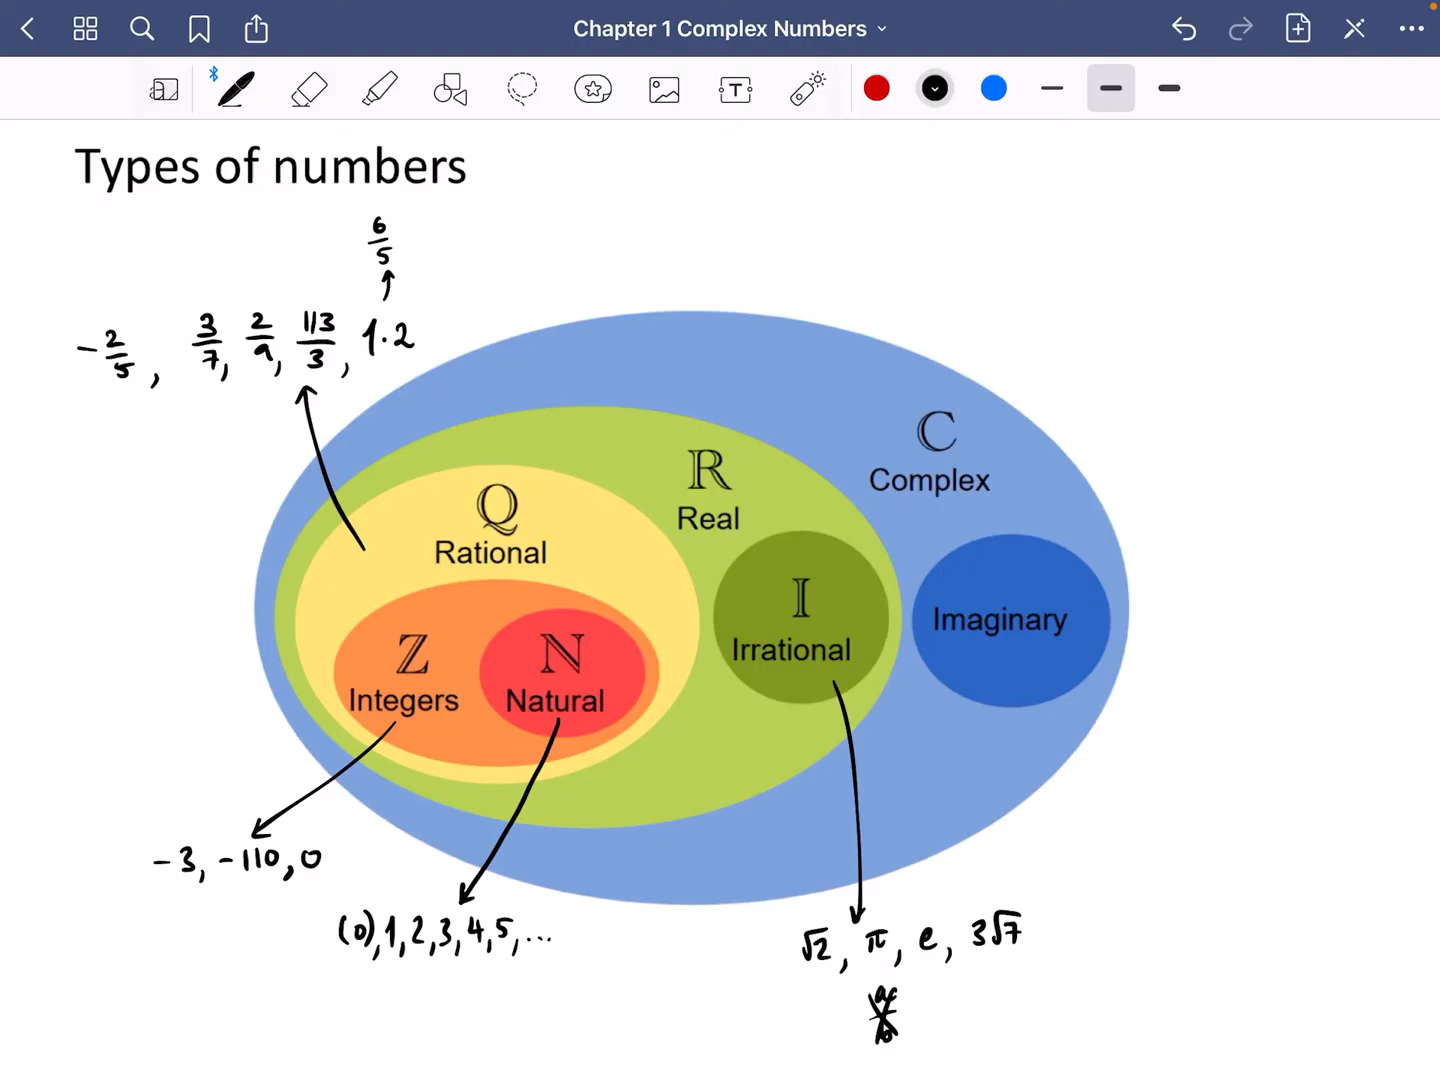 Chapter 1 Complex Numbers
T
Types of numbers
6/5
-2/5, 3/7, 2/9, 113/3, 1·2
ℂ
Complex
ℝ
Real
ℚ
Rational
𝕀
Irrational
Imaginary
ℤ
Integers
ℕ
Natural
-3, -110, 0
(0), 1, 2, 3, 4, 5, ...
√2, π, e, 3√7